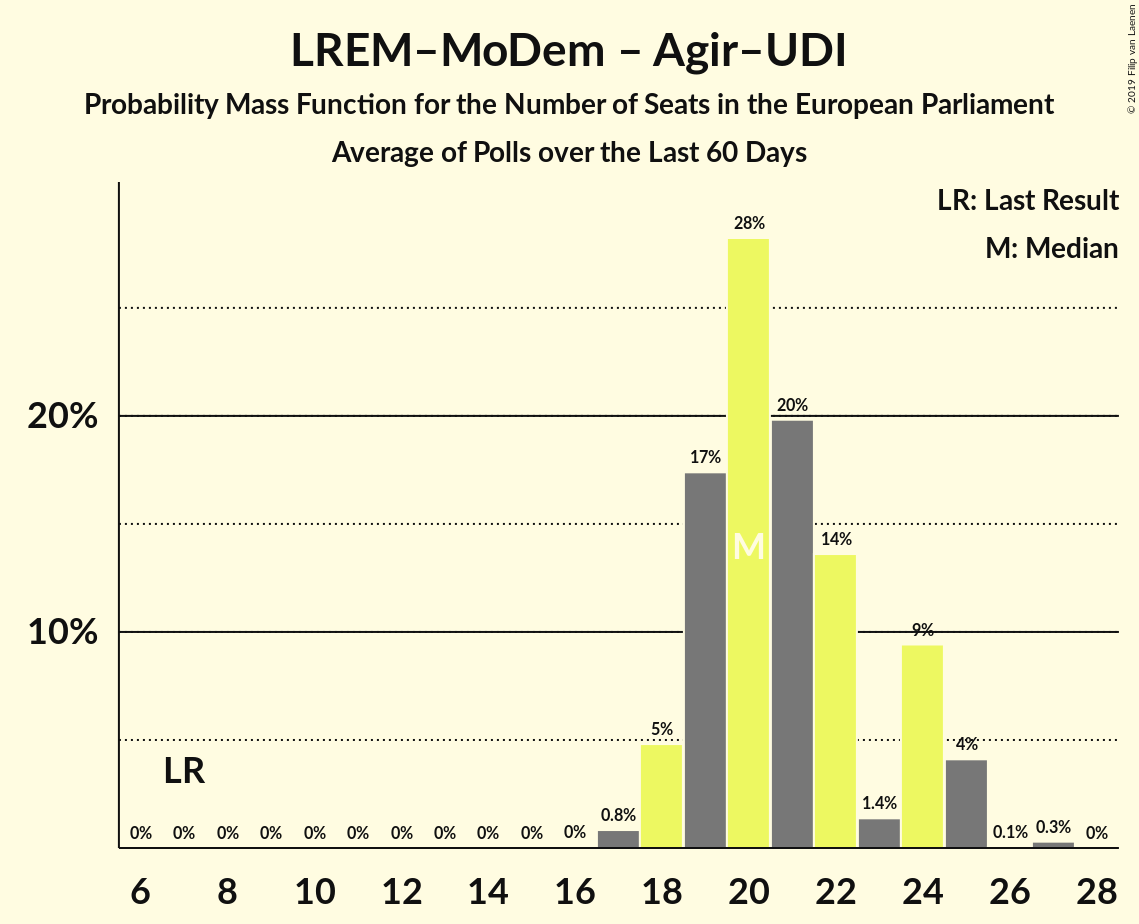 LREM–MoDem – Agir–UDI
Probability Mass Function for the Number of Seats in the European Parliament
Average of Polls over the Last 60 Days
© 2019 Filip van Laenen
LR: Last Result
M: Median
28%
20%
20%
17%
M
14%
10%
9%
5%
4%
LR
1.4%
0.8%
0% 0% 0% 0% 0% 0% 0% 0% 0% 0% 0% 0.1% 0.3% 0%
6 8 10 12 14 16 18 20 22 24 26 28